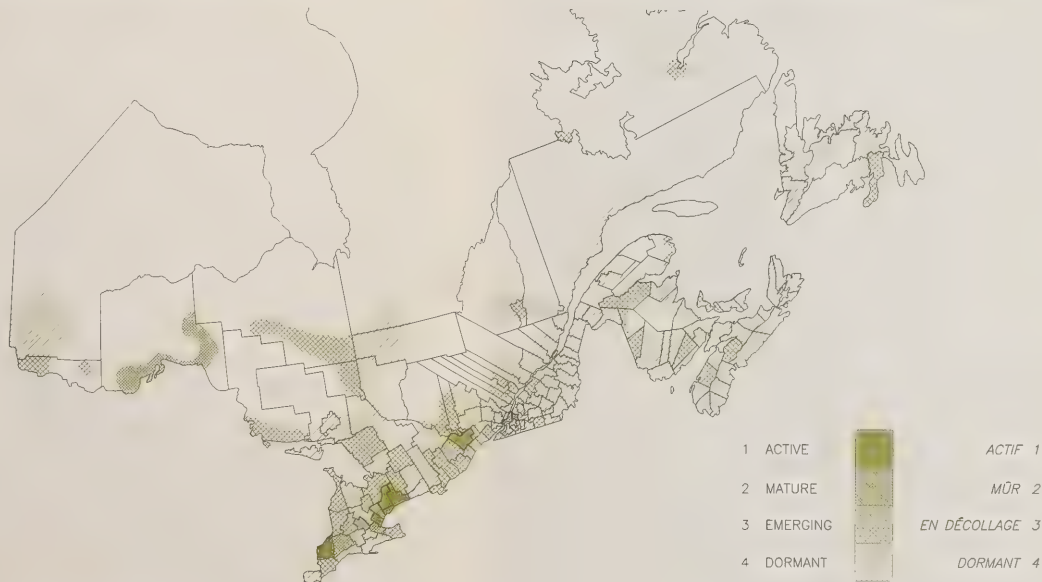 1 ACTIVE ACTIF 1
2 MATURE MÛR 2
3 EMERGING EN DÉCOLLAGE 3
4 DORMANT DORMANT 4